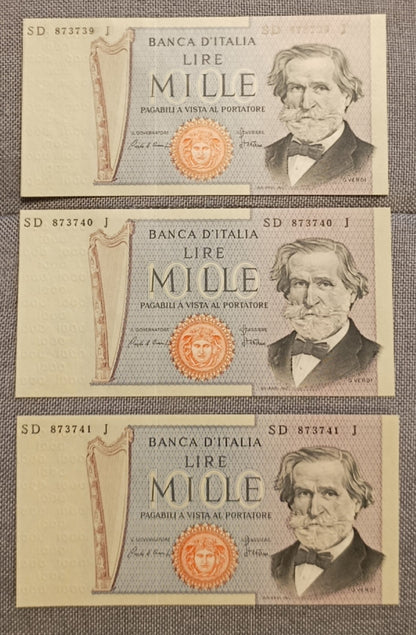 SD 873739 J SD 873739 J
BANCA D'ITALIA
LIRE
MILLE
PAGABILI A VISTA AL PORTATORE
IL GOVERNATORE IL CASSIERE
G.VERDI
SD 873740 J SD 873740 J
BANCA D'ITALIA
LIRE
MILLE
PAGABILI A VISTA AL PORTATORE
IL GOVERNATORE IL CASSIERE
G.VERDI
SD 873741 J SD 873741 J
BANCA D'ITALIA
LIRE
MILLE
PAGABILI A VISTA AL PORTATORE
IL GOVERNATORE IL CASSIERE
G.VERDI